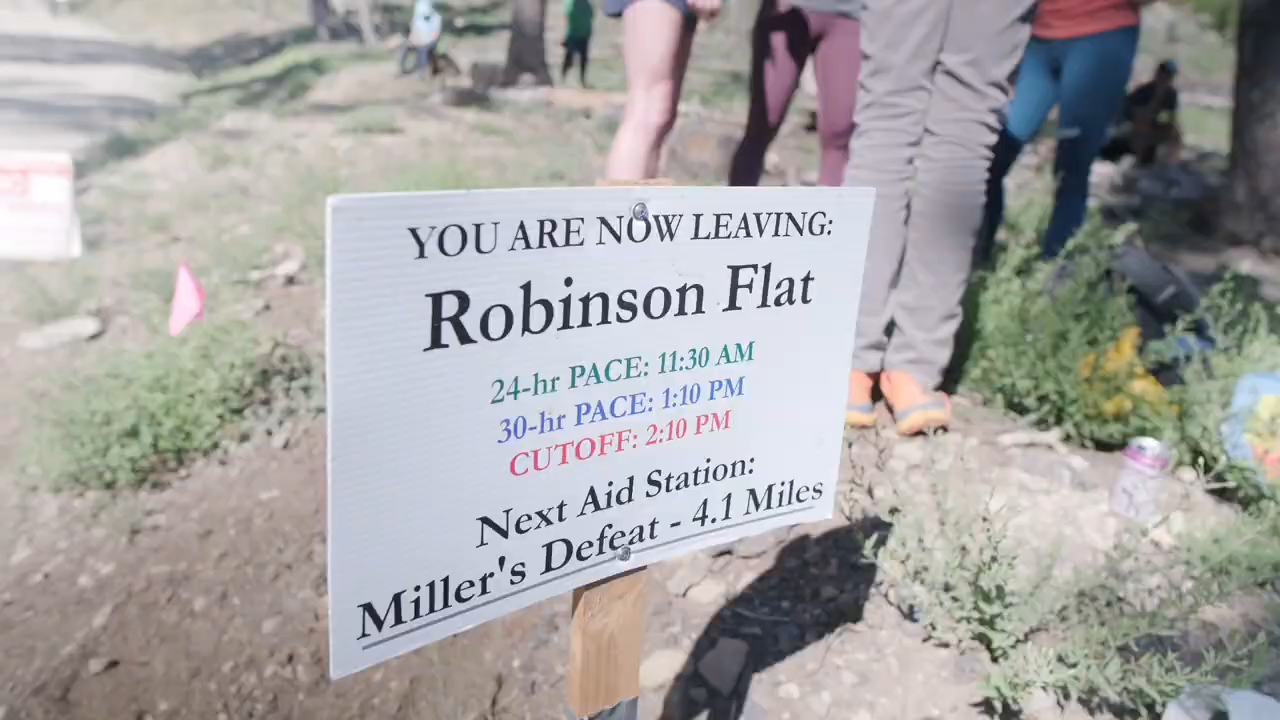 YOU ARE NOW LEAVING:
Robinson Flat
24-hr PACE: 11:30 AM
30-hr PACE: 1:10 PM
CUTOFF: 2:10 PM
Next Aid Station:
Miller's Defeat - 4.1 Miles